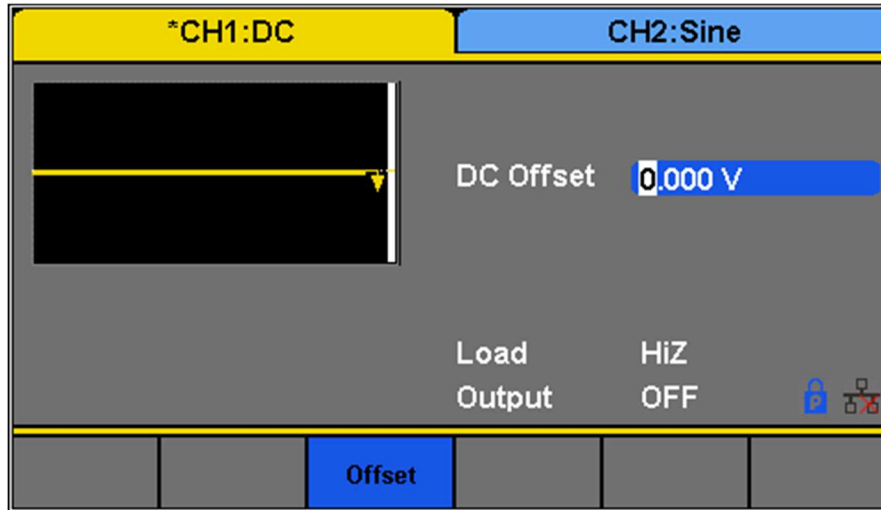 *CH1:DC CH2:Sine
DC Offset 0.000 V
Load HiZ
Output OFF P
Offset